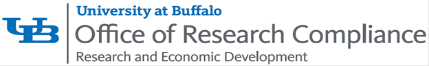 UB
University at Buffalo
Office of Research Compliance
Research and Economic Development